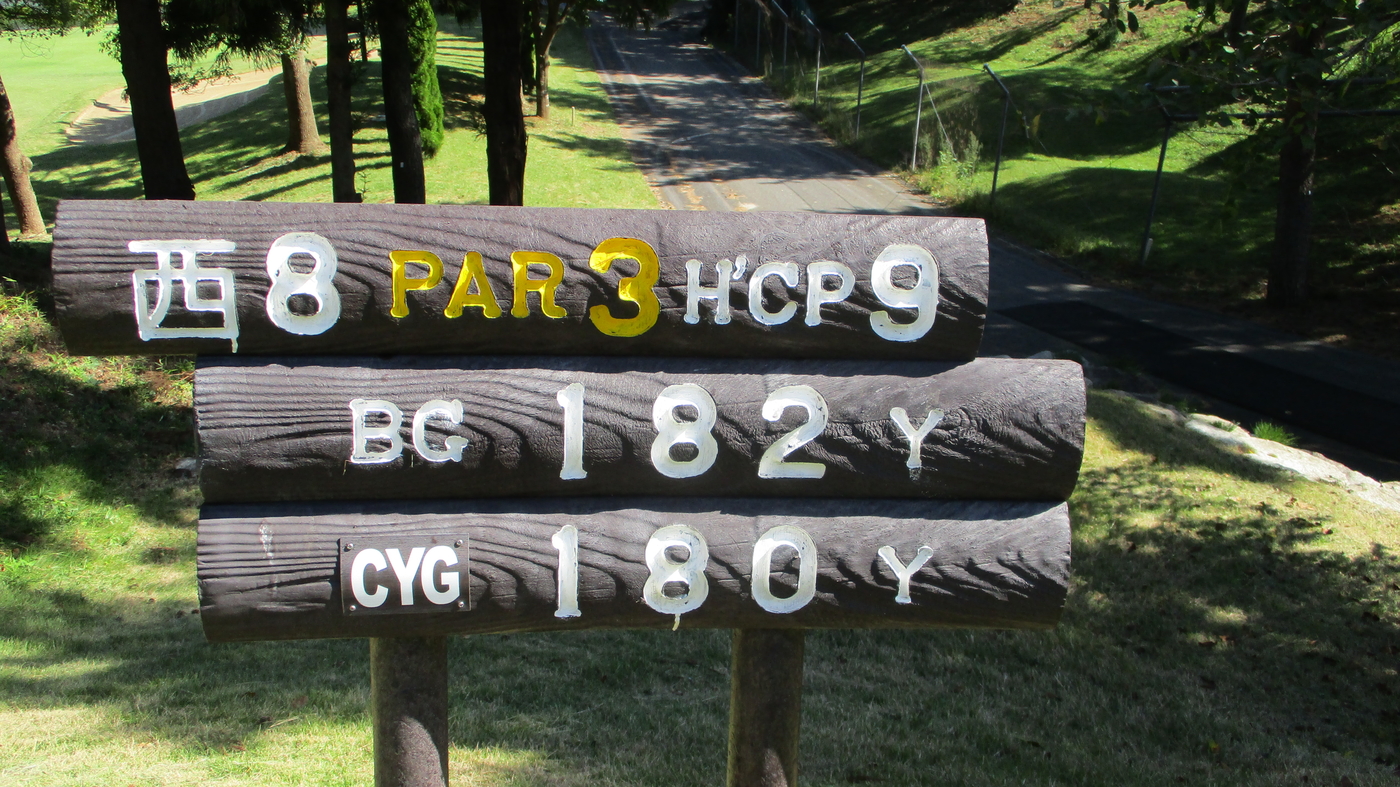 西 8 PAR 3 H'CP 9
BG 182 Y
CYG 180 Y